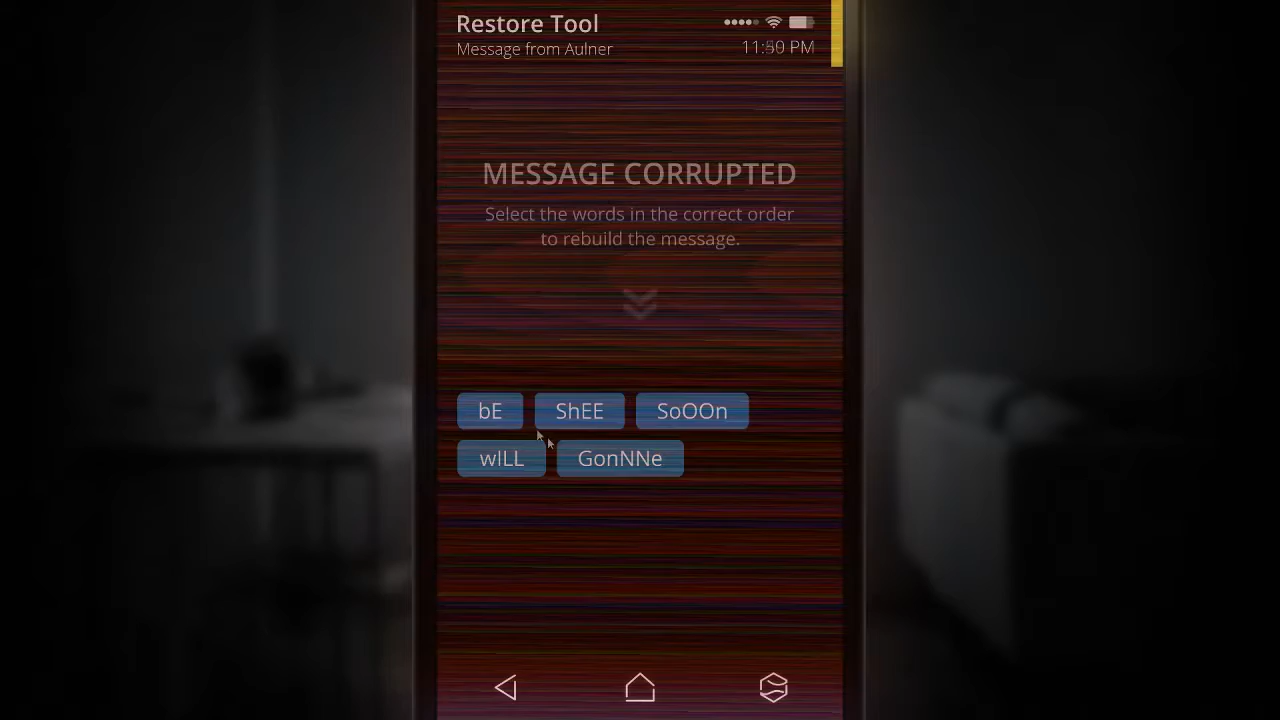 Restore Tool
Message from Aulner
11:50 PM
MESSAGE CORRUPTED
Select the words in the correct order
to rebuild the message.
bE ShEE SoOOn
wILL GonNNe